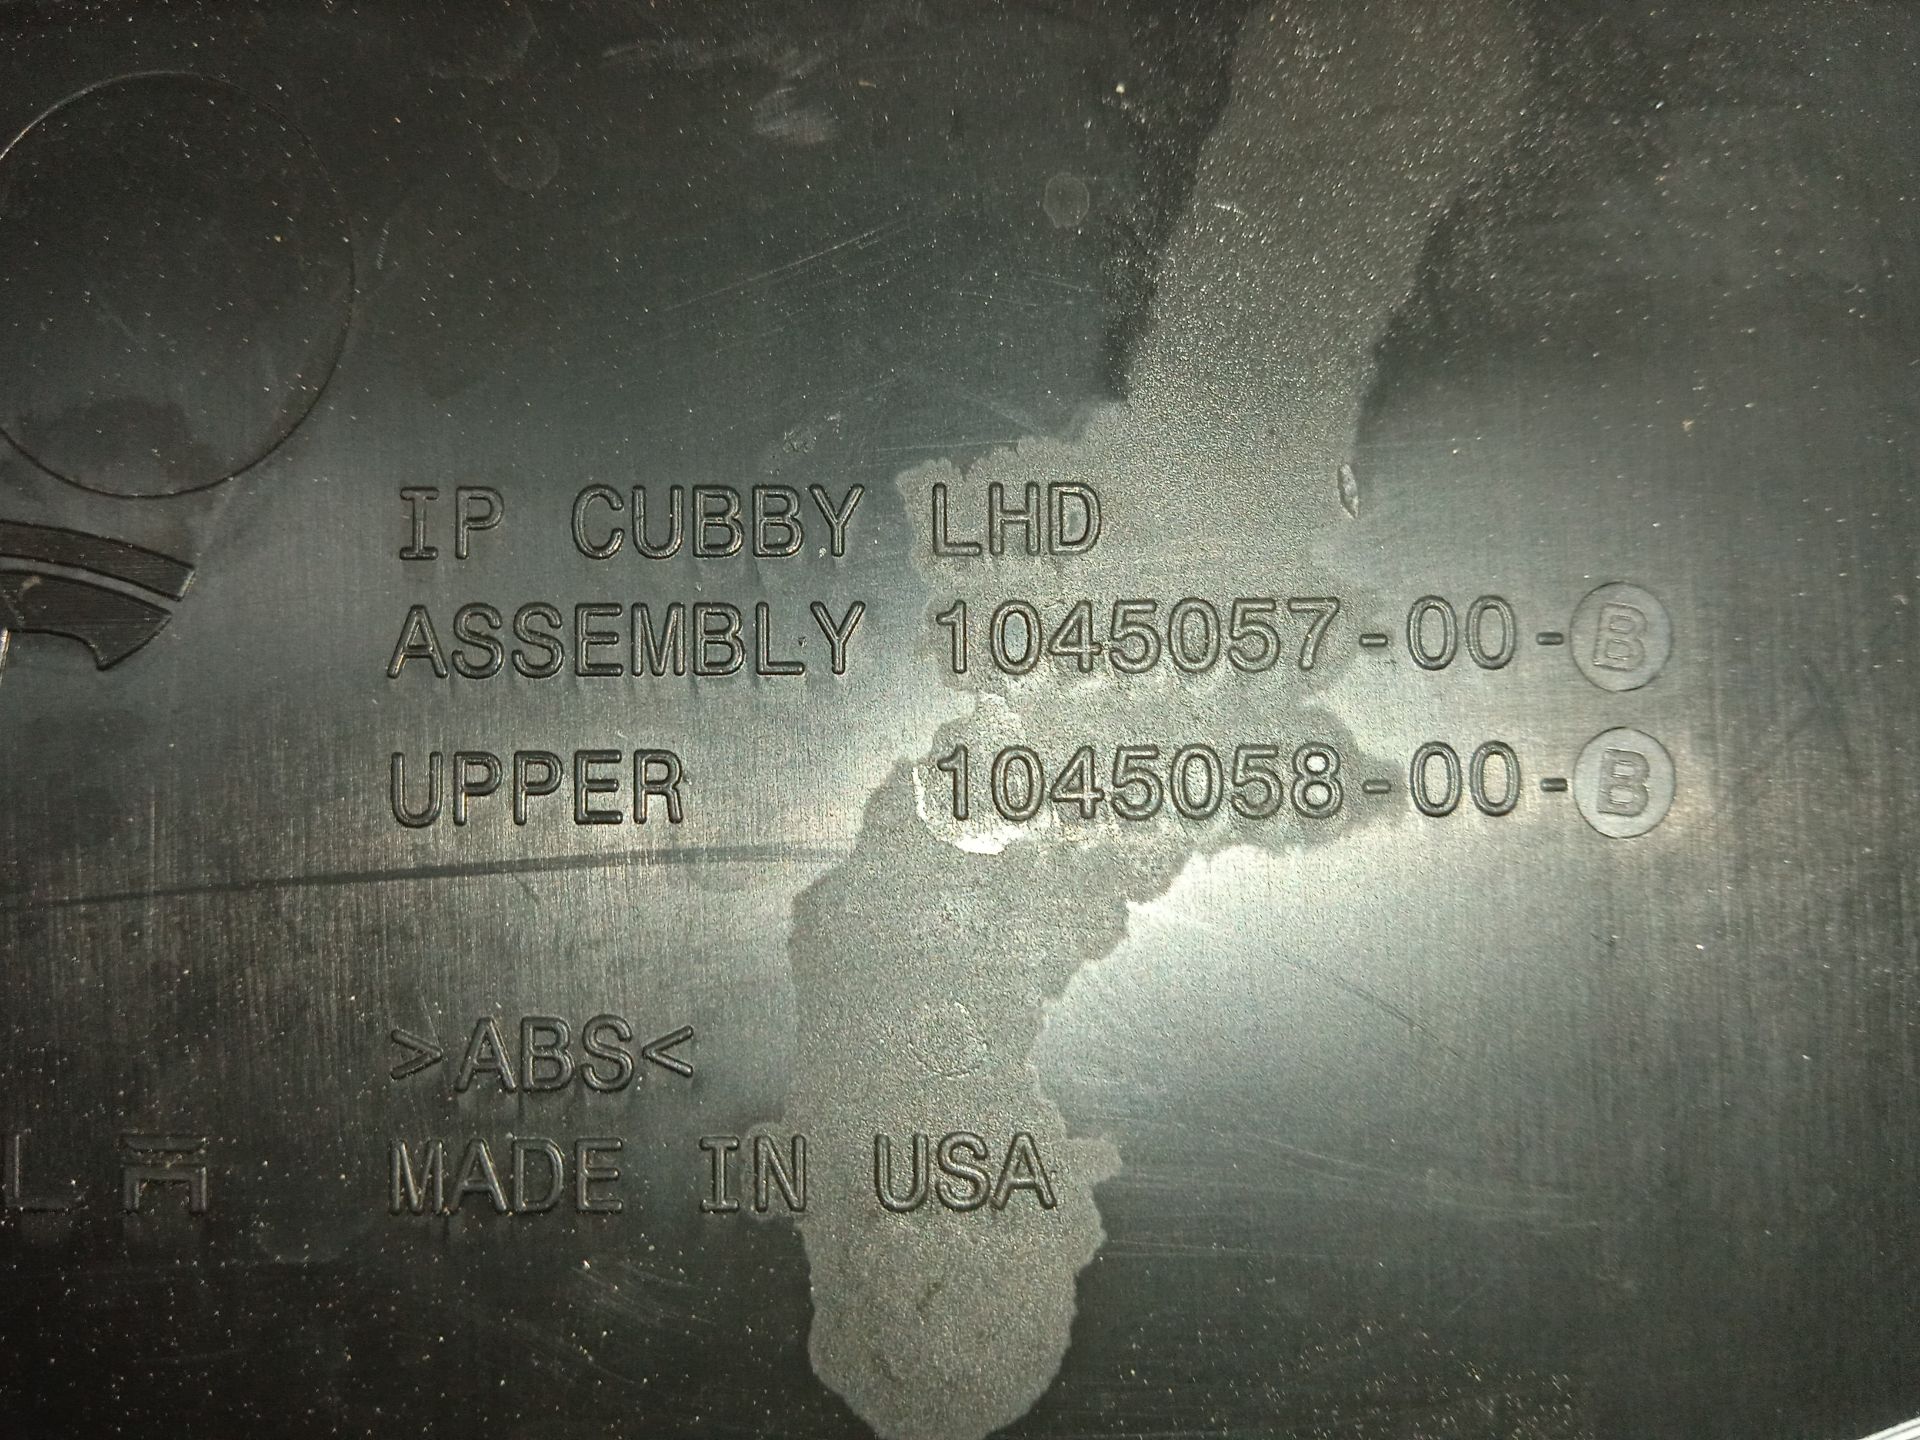 IP CUBBY LHD
ASSEMBLY 1045057-00-B
UPPER 1045058-00-B
>ABS<
L MADE IN USA